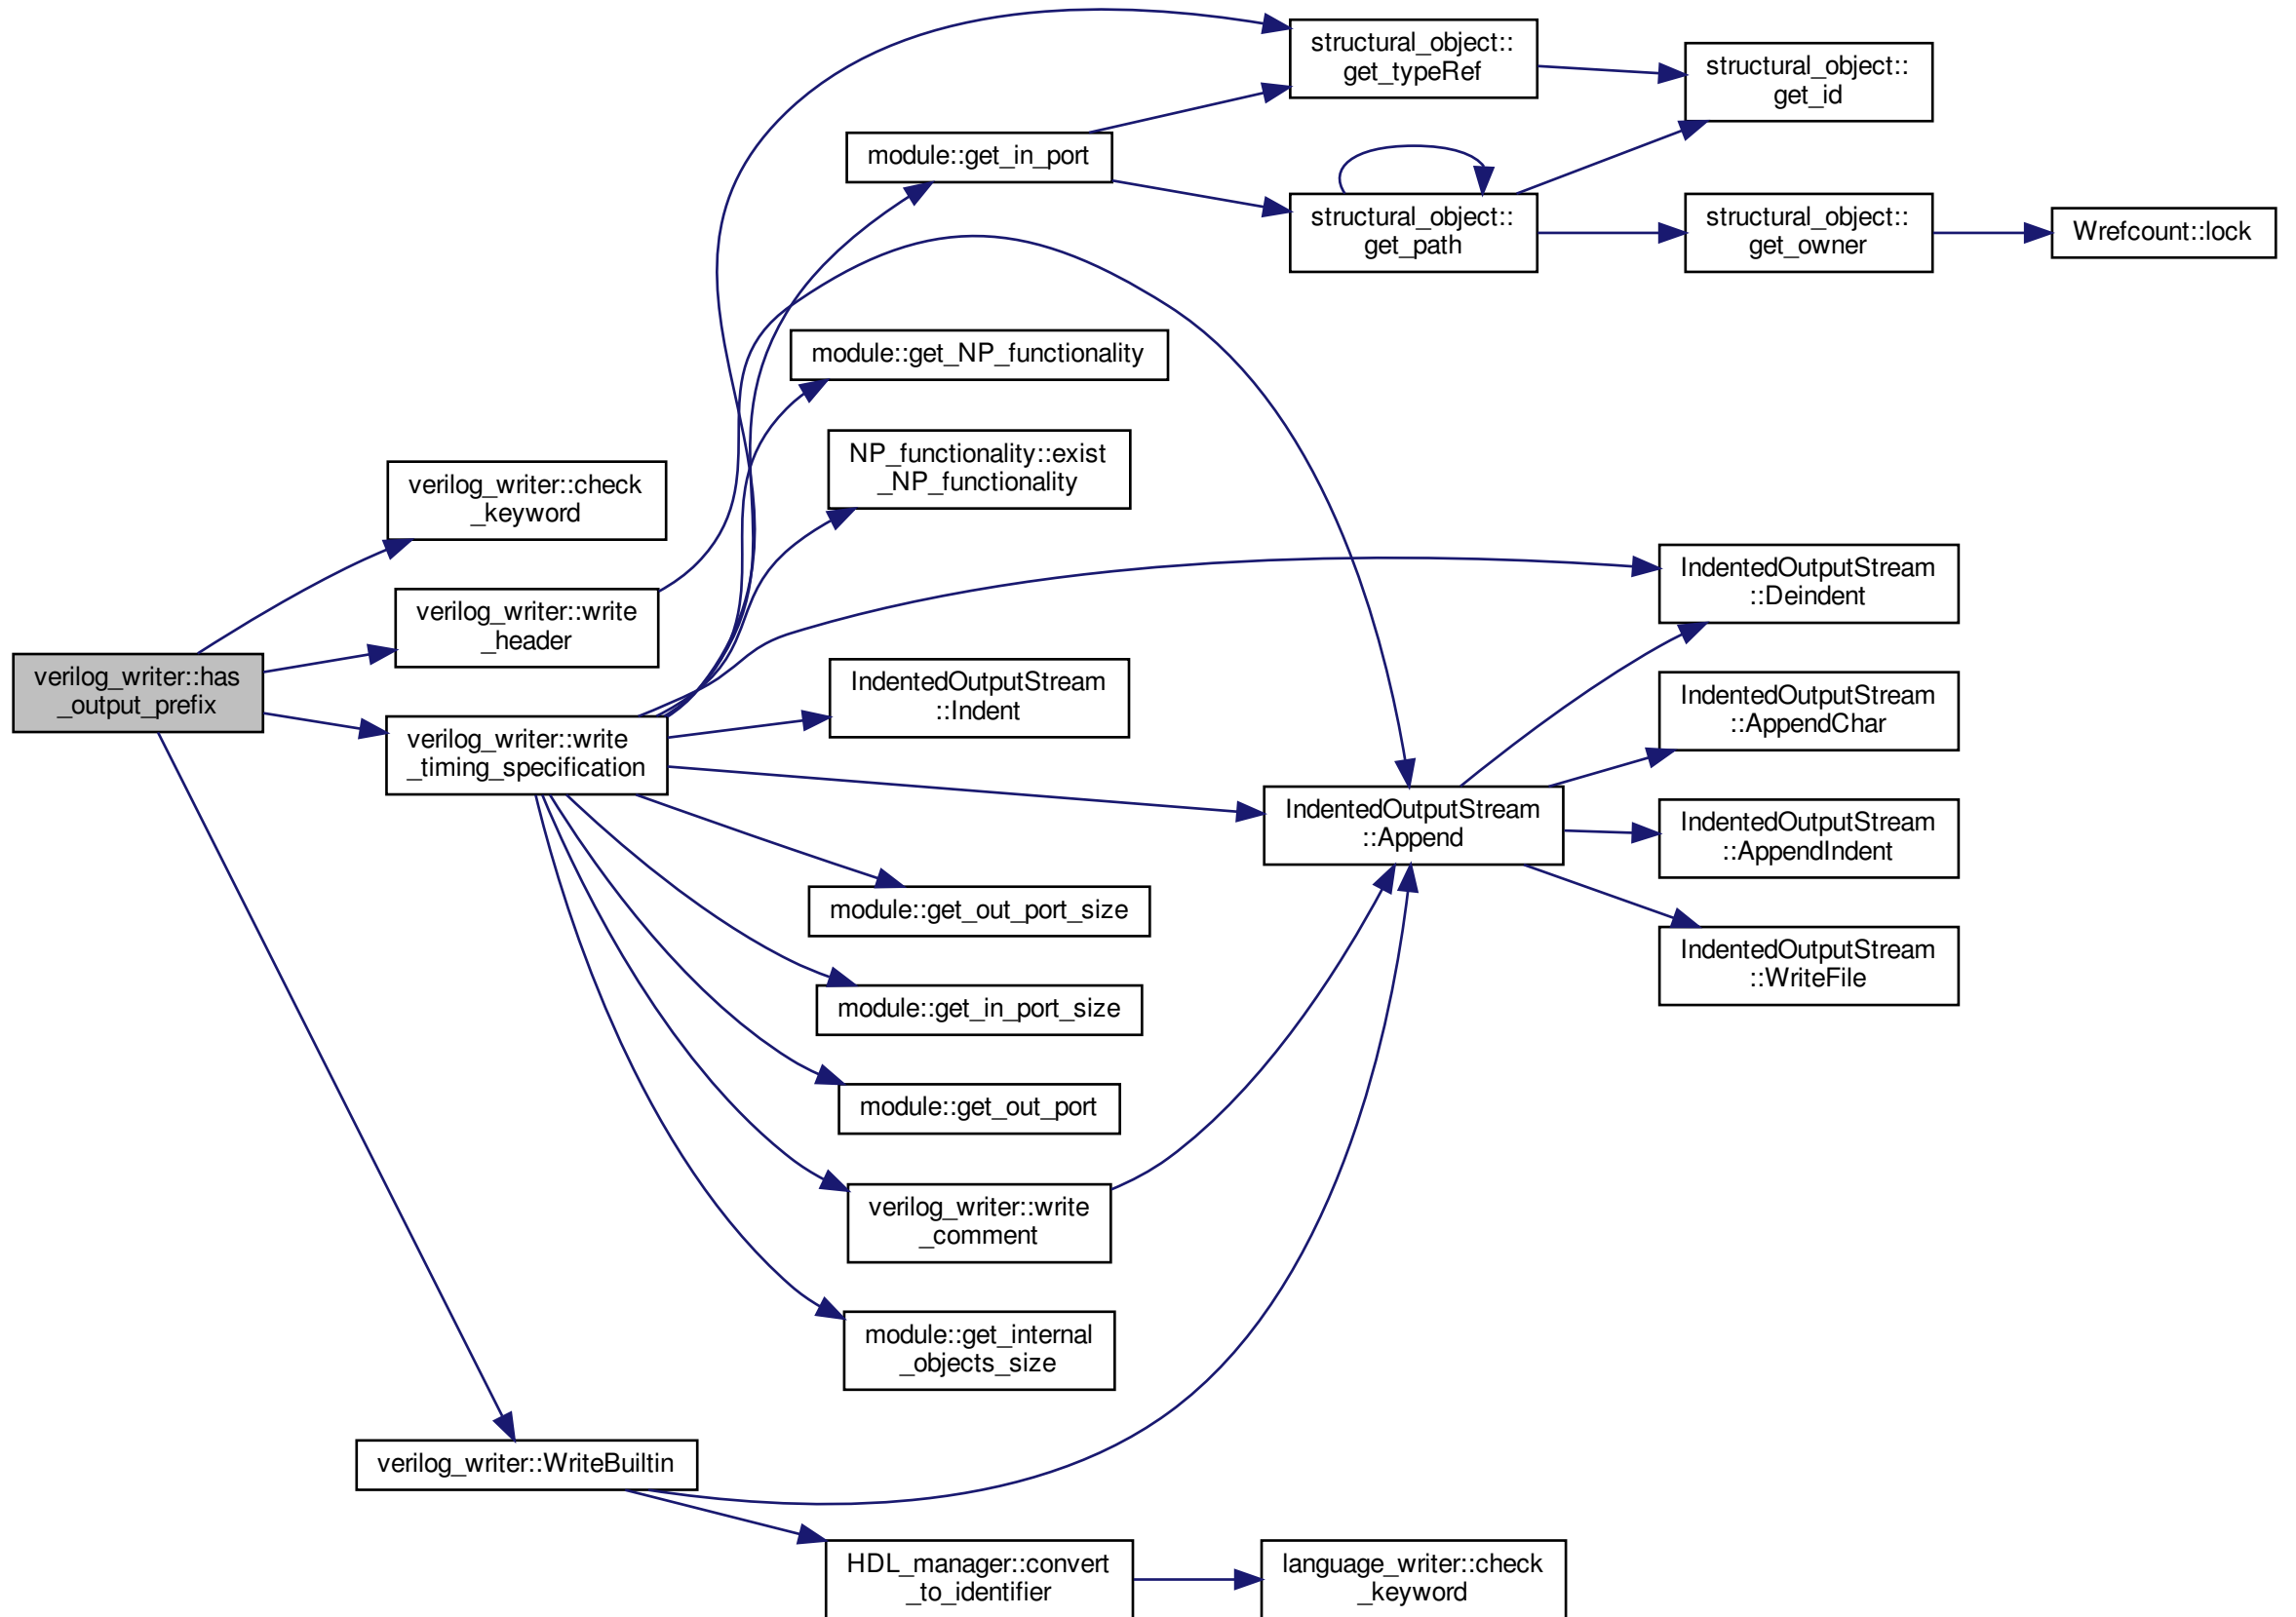 structural_object::
get_typeRef
structural_object::
get_id
module::get_in_port
structural_object::
get_path
structural_object::
get_owner
Wrefcount::lock
module::get_NP_functionality
NP_functionality::exist
_NP_functionality
verilog_writer::check
_keyword
IndentedOutputStream
::Deindent
verilog_writer::write
_header
verilog_writer::has
_output_prefix
IndentedOutputStream
::Indent
IndentedOutputStream
::AppendChar
verilog_writer::write
_timing_specification
IndentedOutputStream
::Append
IndentedOutputStream
::AppendIndent
module::get_out_port_size
IndentedOutputStream
::WriteFile
module::get_in_port_size
module::get_out_port
verilog_writer::write
_comment
module::get_internal
_objects_size
verilog_writer::WriteBuiltin
HDL_manager::convert
_to_identifier
language_writer::check
_keyword